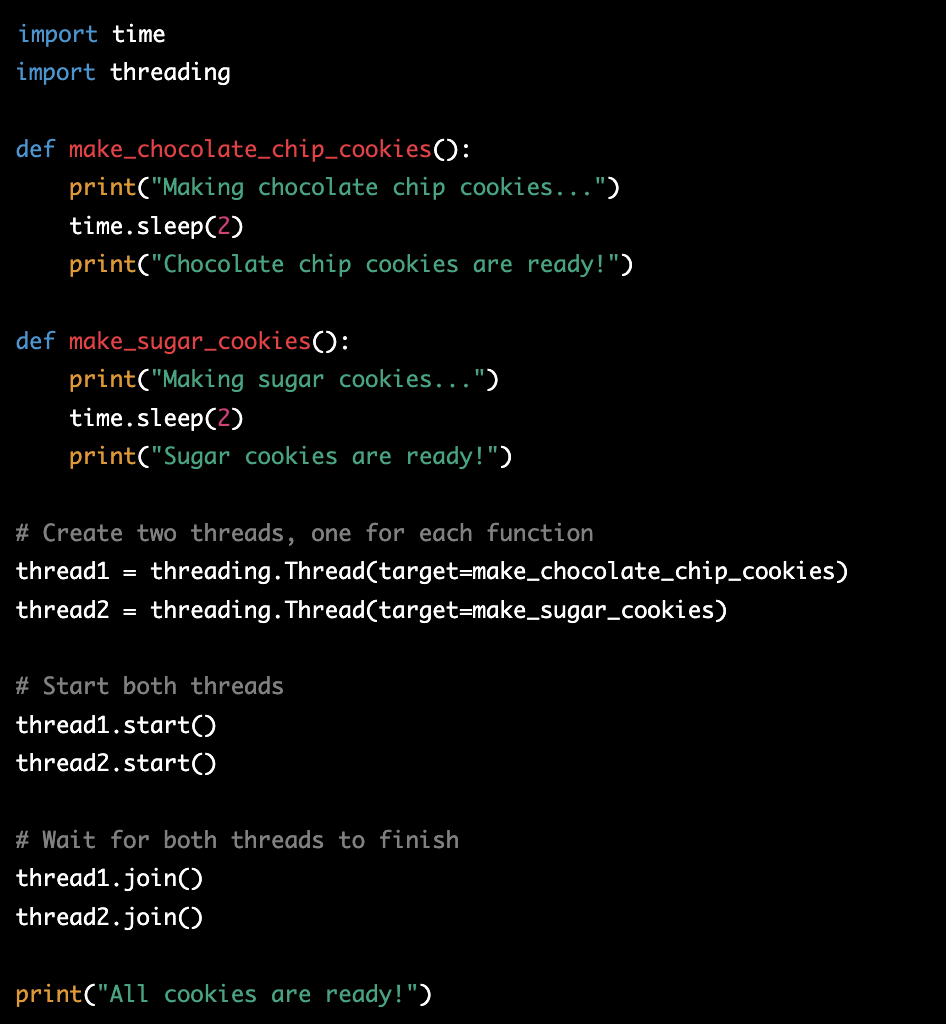 import time
import threading

def make_chocolate_chip_cookies():
    print("Making chocolate chip cookies...")
    time.sleep(2)
    print("Chocolate chip cookies are ready!")

def make_sugar_cookies():
    print("Making sugar cookies...")
    time.sleep(2)
    print("Sugar cookies are ready!")

# Create two threads, one for each function
thread1 = threading.Thread(target=make_chocolate_chip_cookies)
thread2 = threading.Thread(target=make_sugar_cookies)

# Start both threads
thread1.start()
thread2.start()

# Wait for both threads to finish
thread1.join()
thread2.join()

print("All cookies are ready!")